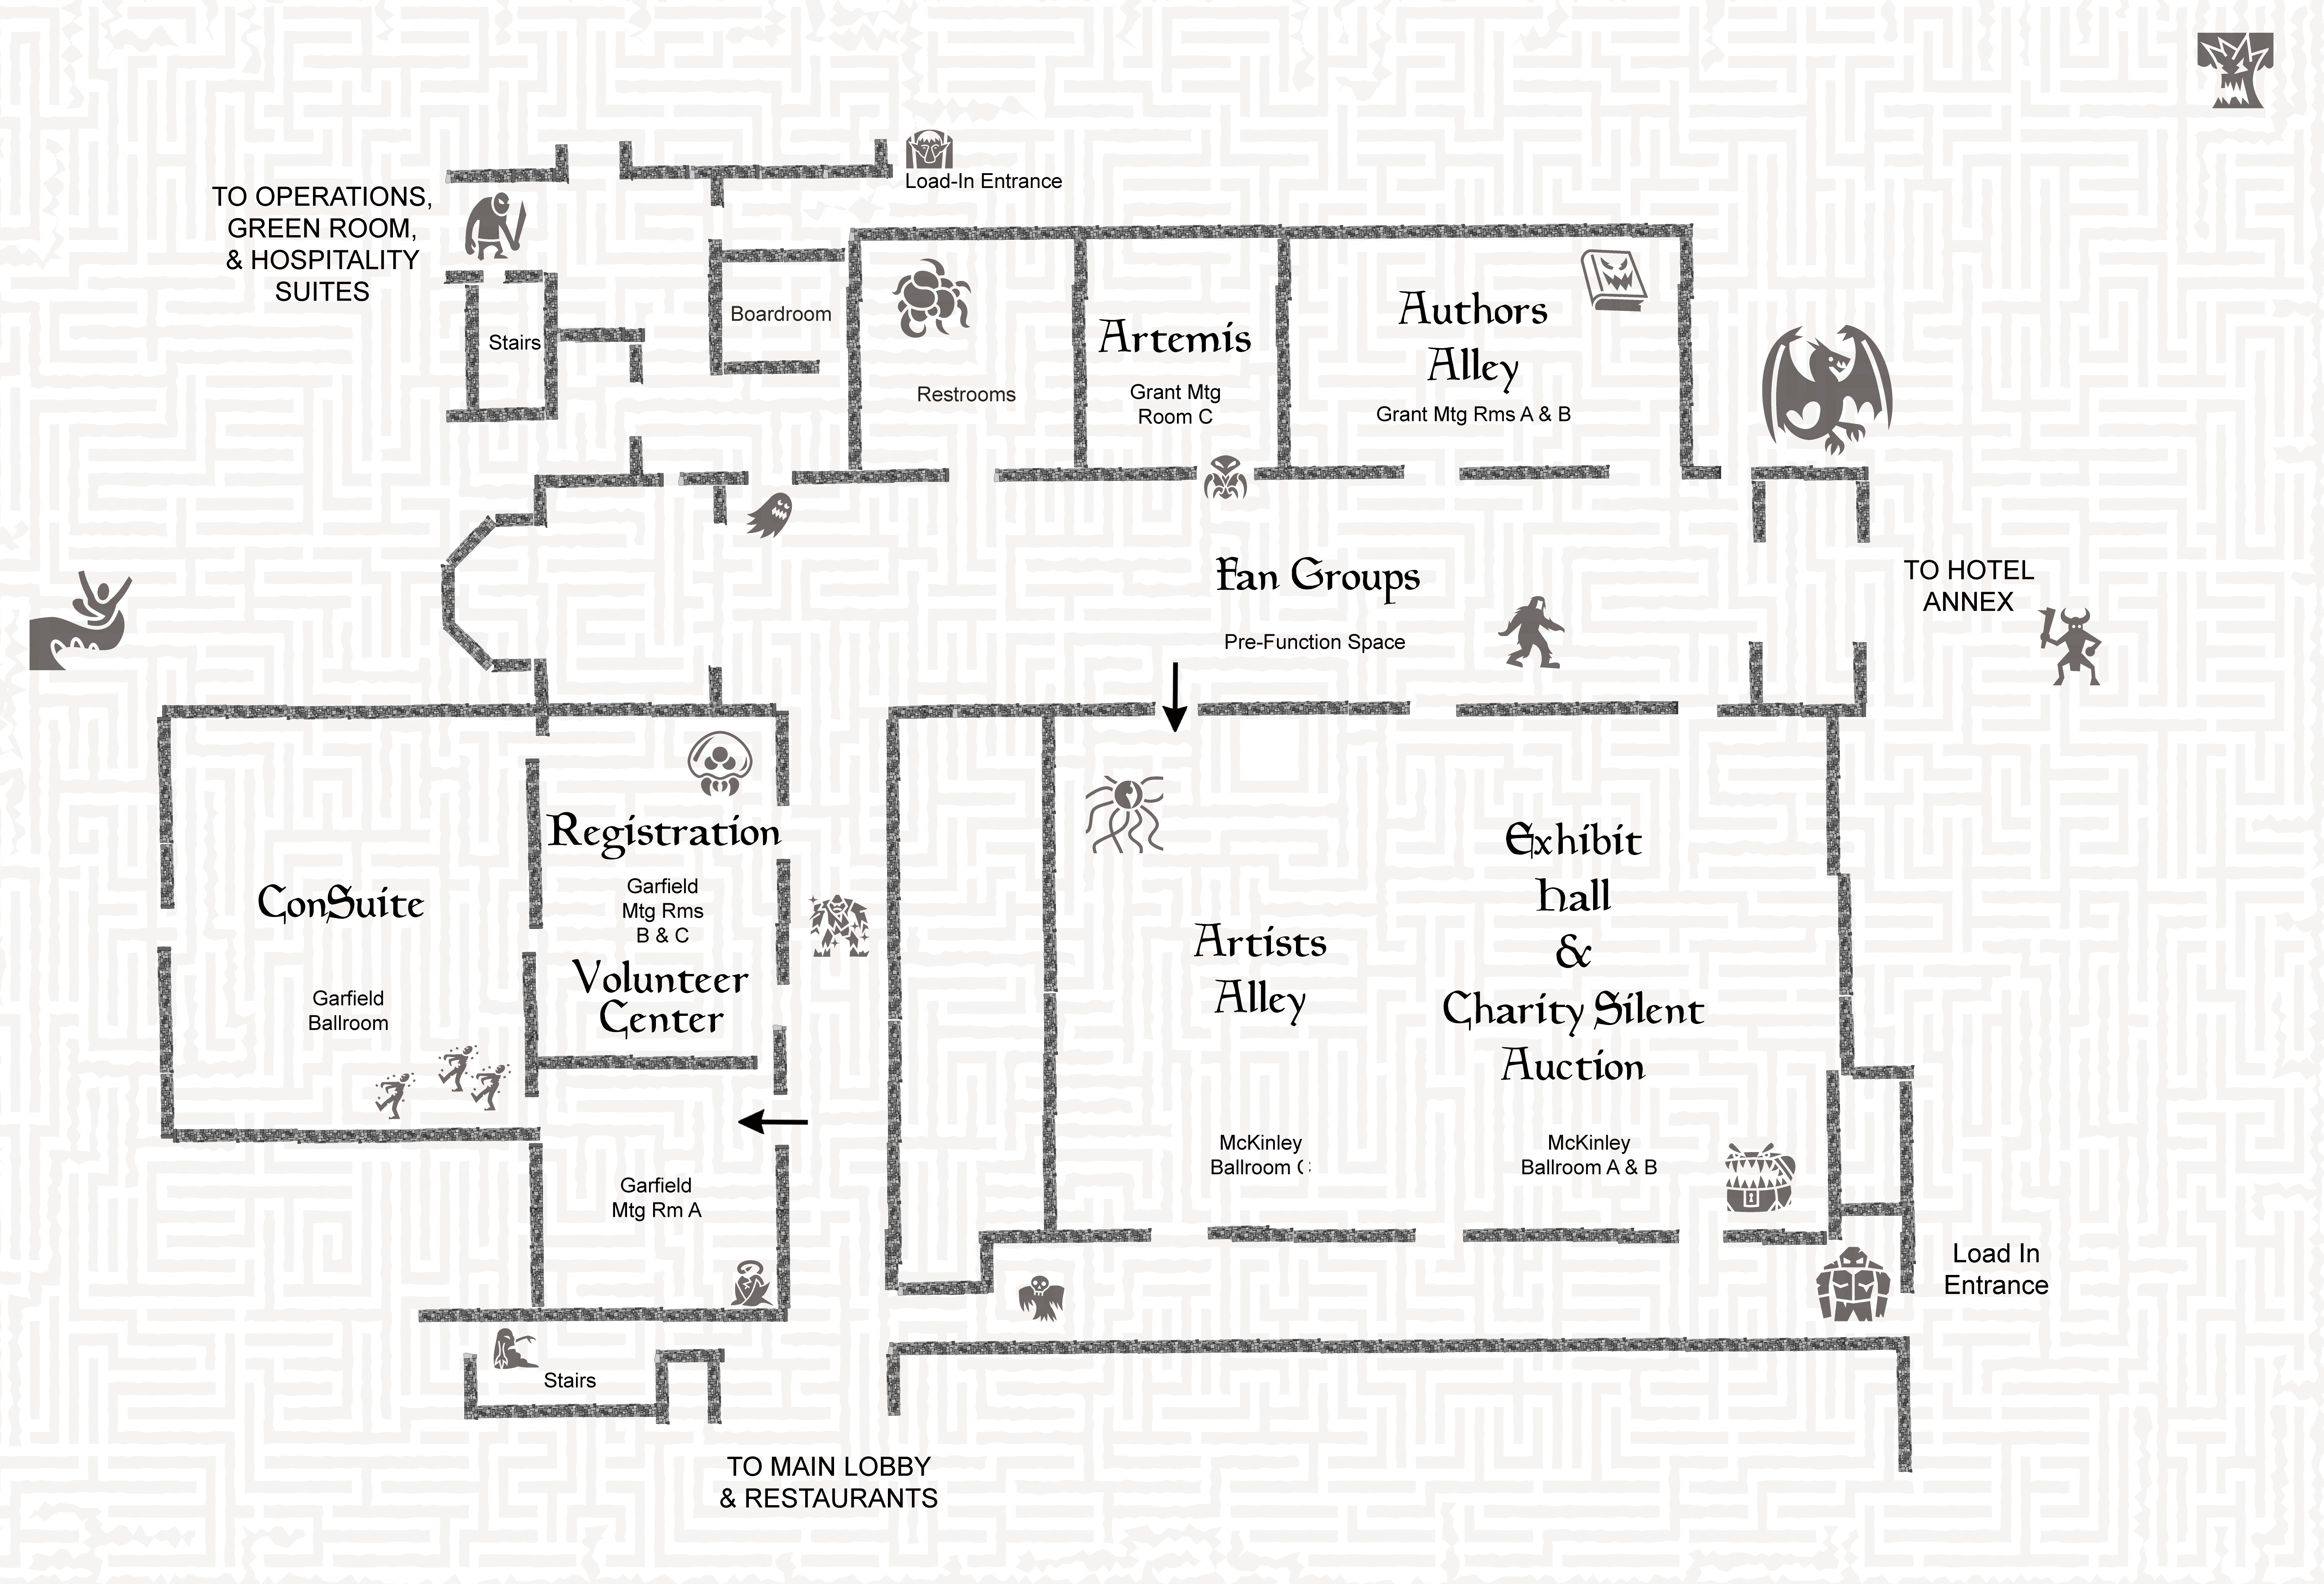 Load-In Entrance
TO OPERATIONS,
GREEN ROOM,
& HOSPITALITY
SUITES
Stairs
Boardroom
Restrooms
Artemis
Grant Mtg
Room C
Authors
Alley
Grant Mtg Rms A & B
Fan Groups
Pre-Function Space
TO HOTEL
ANNEX
ConSuite
Garfield
Ballroom
Registration
Garfield
Mtg Rms
B & C
Volunteer
Center
Garfield
Mtg Rm A
Artists
Alley
McKinley
Ballroom
Exhibit
Hall
&
Charity Silent
Auction
McKinley
Ballroom A & B
Load In
Entrance
Stairs
TO MAIN LOBBY
& RESTAURANTS